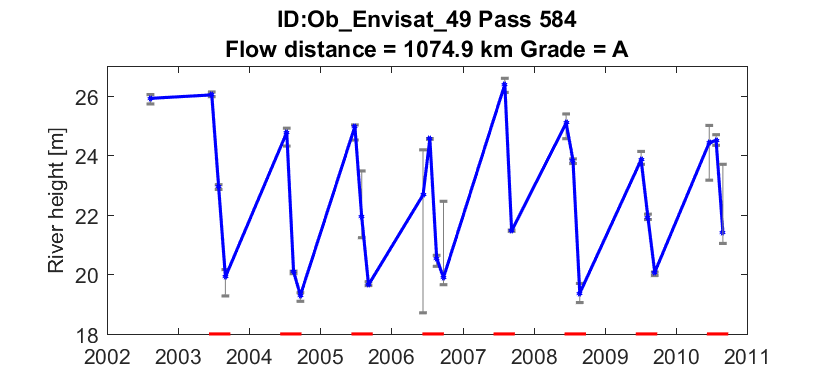 ID:Ob_Envisat_49 Pass 584
Flow distance = 1074.9 km Grade = A
River height [m]
26
24
22
20
18
2002 2003 2004 2005 2006 2007 2008 2009 2010 2011